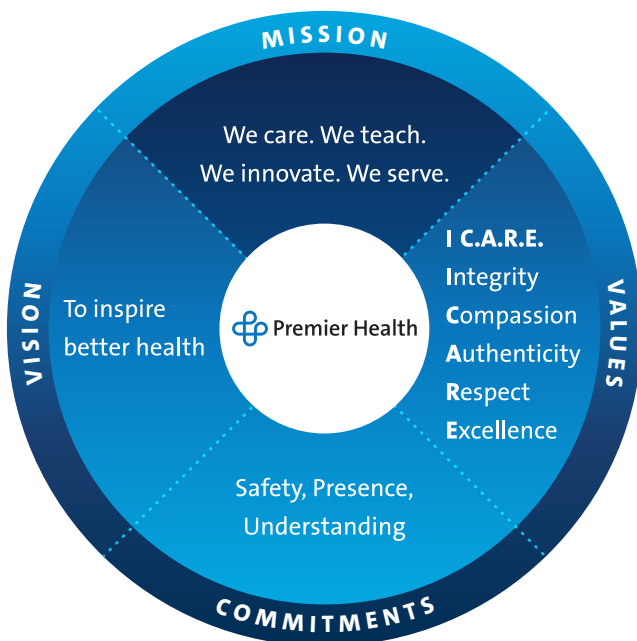 MISSION
We care. We teach.
We innovate. We serve.
VALUES
I C.A.R.E.
Integrity
Compassion
Authenticity
Respect
Excellence
COMMITMENTS
Safety, Presence,
Understanding
VISION
To inspire
better health
Premier Health